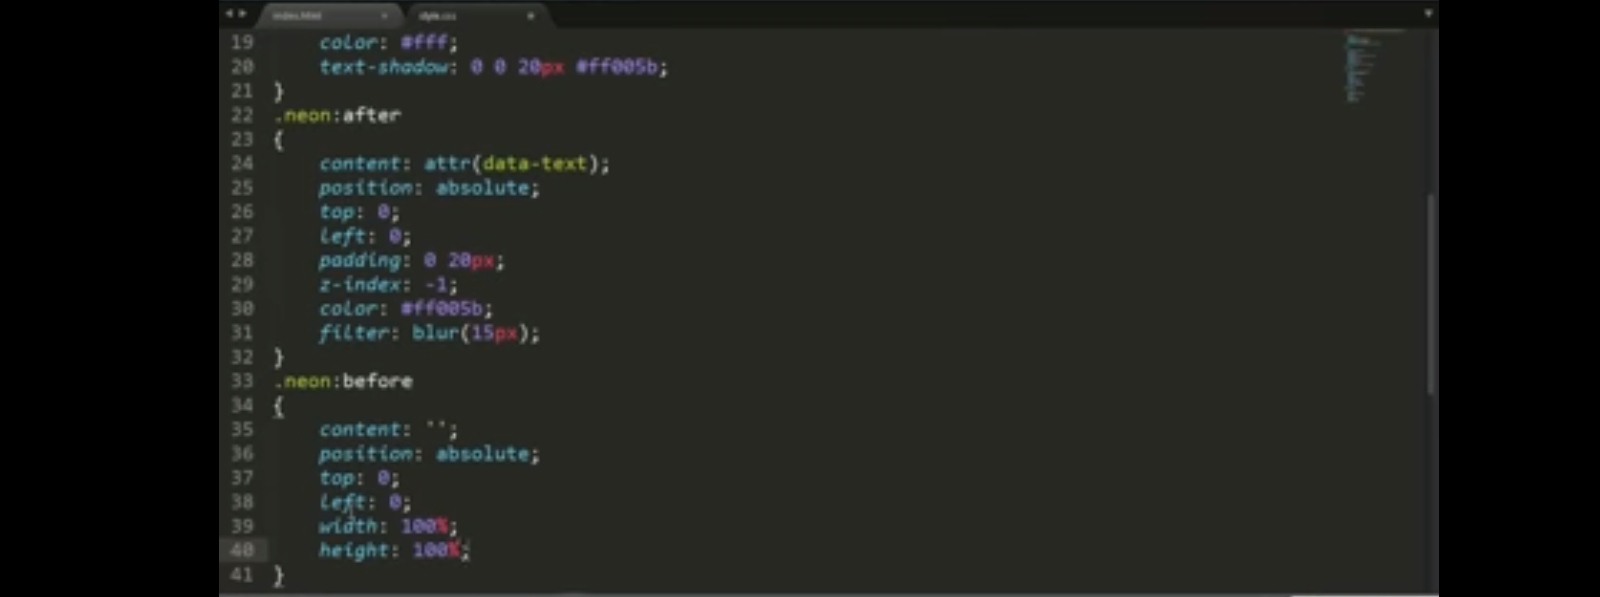 index.html
style.css
19 color: #fff;
20 text-shadow: 0 0 20px #ff005b;
21 }
22 .neon:after
23 {
24 content: attr(data-text);
25 position: absolute;
26 top: 0;
27 left: 0;
28 padding: 0 20px;
29 z-index: -1;
30 color: #ff005b;
31 filter: blur(15px);
32 }
33 .neon:before
34 {
35 content: '';
36 position: absolute;
37 top: 0;
38 left: 0;
39 width: 100%;
40 height: 100%;
41 }